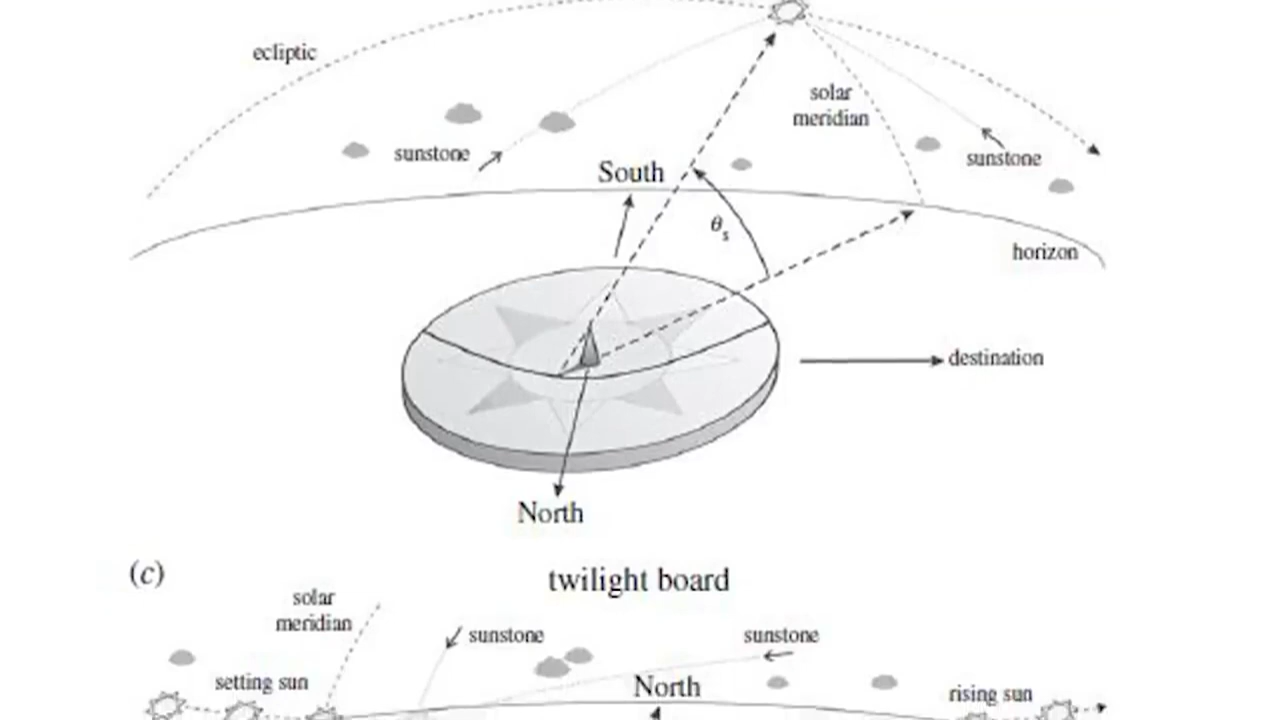 ecliptic
solar
meridian
sunstone
sunstone
South
θs
horizon
destination
North
(c)
twilight board
solar
meridian
sunstone
sunstone
setting sun
North
rising sun